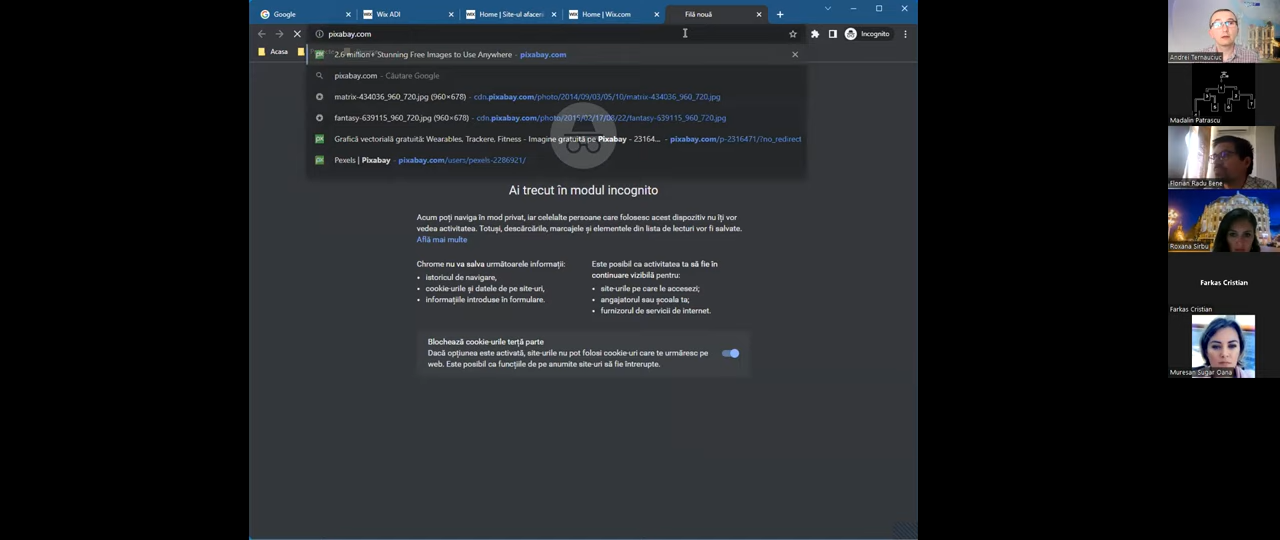 Google
Wix ADI
Home | Site-ul afaceri
Home | Wix.com
Filă nouă
pixabay.com
Incognito
Acasa
2.6 million+ Stunning Free Images to Use Anywhere - pixabay.com
pixabay.com - Căutare Google
matrix-434036_960_720.jpg (960×678) - cdn.pixabay.com/photo/2014/09/03/05/10/matrix-434036_960_720.jpg
fantasy-639115_960_720.jpg (960×678) - cdn.pixabay.com/photo/2015/02/17/08/22/fantasy-639115_960_720.jpg
Grafică vectorială gratuită: Wearables, Trackere, Fitness - Imagine gratuită pe Pixabay - 23164... - pixabay.com/p-2316471/?no_redirect
Pexels | Pixabay - pixabay.com/users/pexels-2286921/
Ai trecut în modul incognito
Acum poți naviga în mod privat, iar celelalte persoane care folosesc acest dispozitiv nu îți vor
vedea activitatea. Totuși, descărcările, marcajele și elementele din lista de lecturi vor fi salvate.
Află mai multe
Chrome nu va salva următoarele informații:
• istoricul de navigare,
• cookie-urile și datele de pe site-uri,
• informațiile introduse în formulare.
Este posibil ca activitatea ta să fie în
continuare vizibilă pentru:
• site-urile pe care le accesezi;
• angajatorul sau școala ta;
• furnizorul de servicii de internet.
Blochează cookie-urile terță parte
Dacă opțiunea este activată, site-urile nu pot folosi cookie-uri care te urmăresc pe
web. Este posibil ca funcțiile de pe anumite site-uri să fie întrerupte.
Andrei Ternauciuc
Madalin Patrascu
Florian Radu Bene
Roxana Sirbu
Farkas Cristian
Farkas Cristian
Muresan Sugar Oana